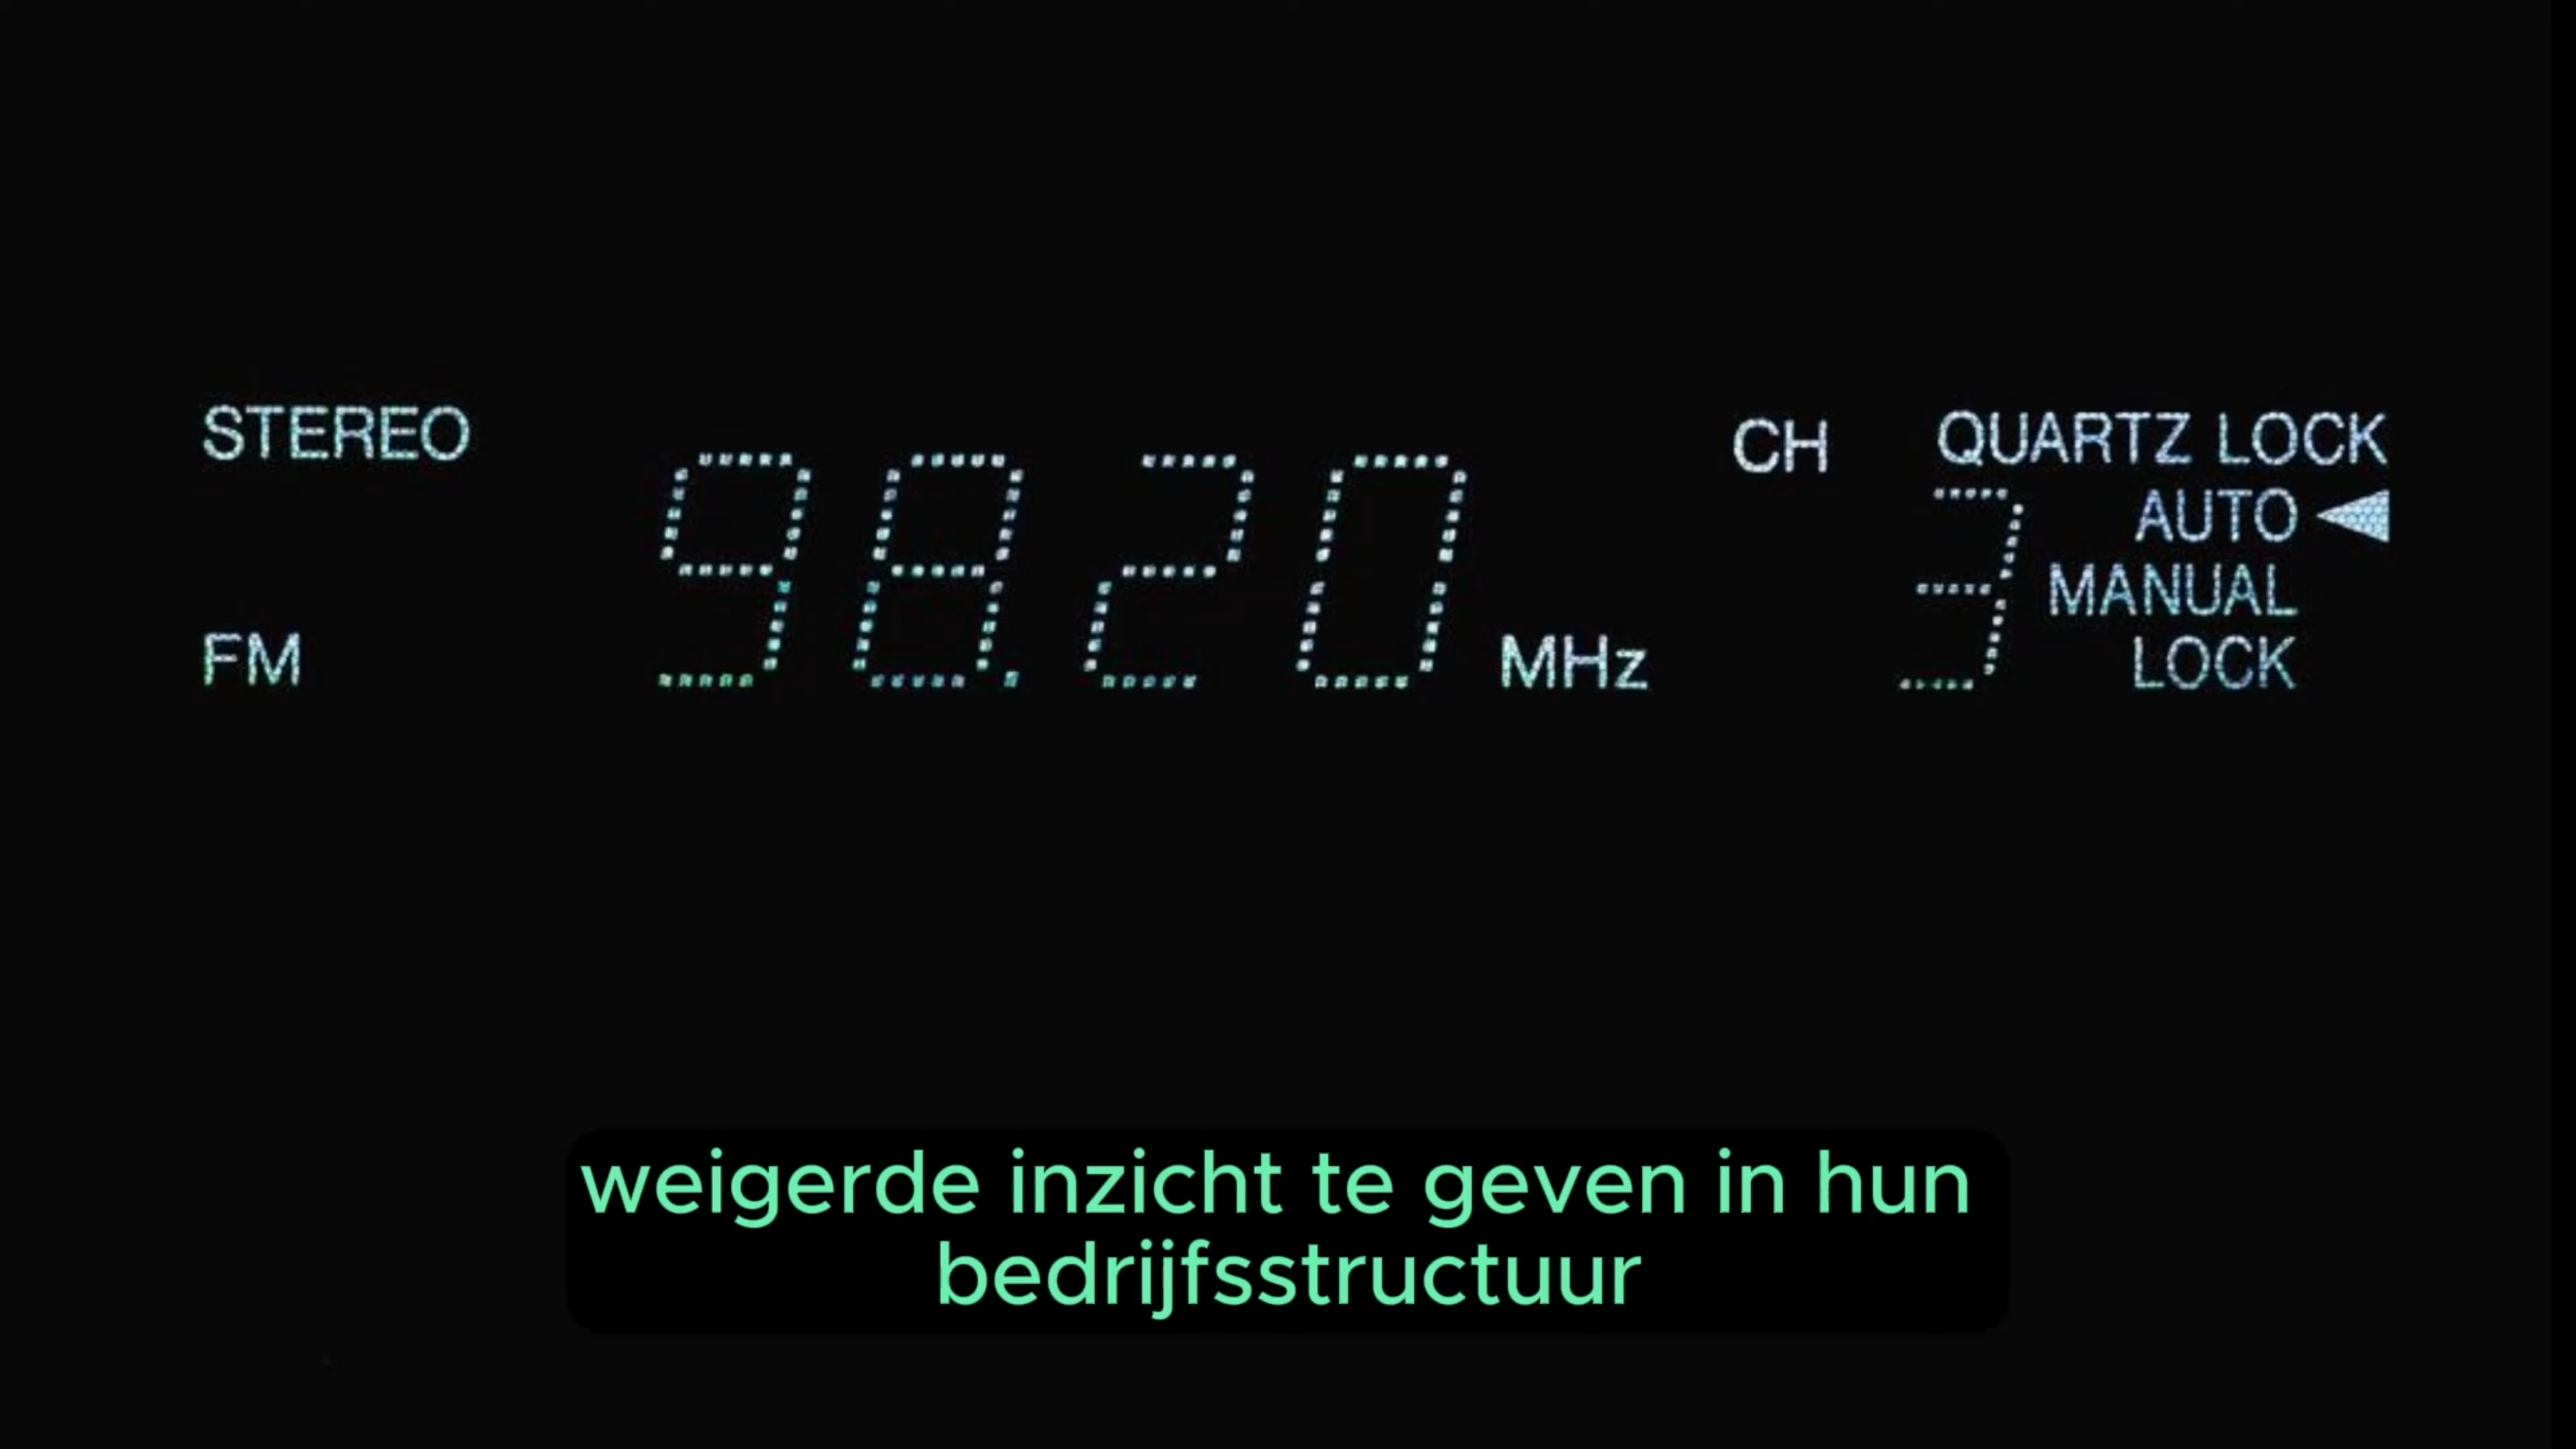 STEREO
FM
98.20 MHz
CH 3
QUARTZ LOCK
AUTO
MANUAL
LOCK
weigerde inzicht te geven in hun
bedrijfsstructuur